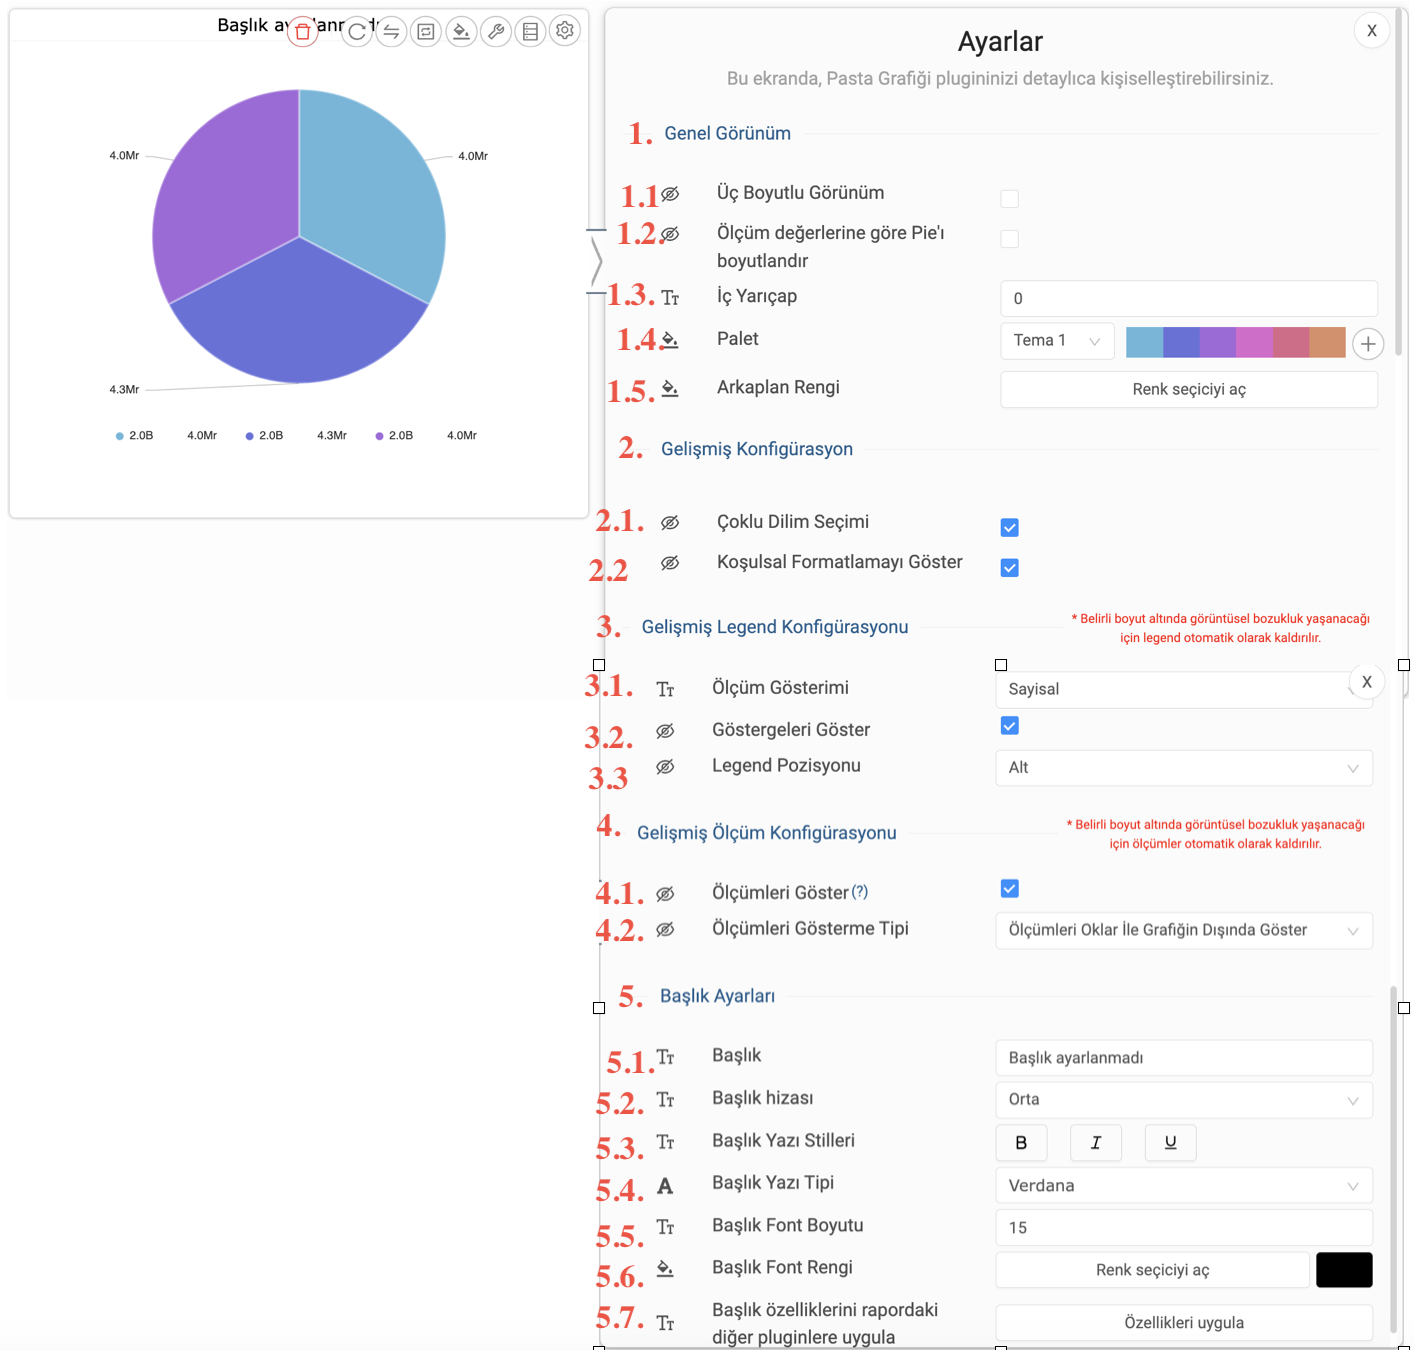 Ayarlar
X
Bu ekranda, Pasta Grafiği plugininizi detaylıca kişiselleştirebilirsiniz.
4.0Mr
4.0Mr
4.3Mr
2.0B 4.0Mr 2.0B 4.3Mr 2.0B 4.0Mr
1. Genel Görünüm
1.1 Üç Boyutlu Görünüm
1.2. Ölçüm değerlerine göre Pie'ı
boyutlandır
1.3. Tт İç Yarıçap 0
1.4. Palet Tema 1
1.5. Arkaplan Rengi Renk seçiciyi aç
2. Gelişmiş Konfigürasyon
2.1. Çoklu Dilim Seçimi
2.2 Koşulsal Formatlamayı Göster
3. Gelişmiş Legend Konfigürasyonu
* Belirli boyut altında görüntüsel bozukluk yaşanacağı
için legend otomatik olarak kaldırılır.
3.1. Tт Ölçüm Gösterimi Sayisal X
3.2. Göstergeleri Göster
3.3 Legend Pozisyonu Alt
4. Gelişmiş Ölçüm Konfigürasyonu
* Belirli boyut altında görüntüsel bozukluk yaşanacağı
için ölçümler otomatik olarak kaldırılır.
4.1. Ölçümleri Göster (?)
4.2. Ölçümleri Gösterme Tipi Ölçümleri Oklar İle Grafiğin Dışında Göster
5. Başlık Ayarları
5.1. Tт Başlık Başlık ayarlanmadı
5.2. Tт Başlık hizası Orta
5.3. Tт Başlık Yazı Stilleri B I U
5.4. A Başlık Yazı Tipi Verdana
5.5. Tт Başlık Font Boyutu 15
5.6. Başlık Font Rengi Renk seçiciyi aç
5.7. Tт Başlık özelliklerini rapordaki
diğer pluginlere uygula
Özellikleri uygula